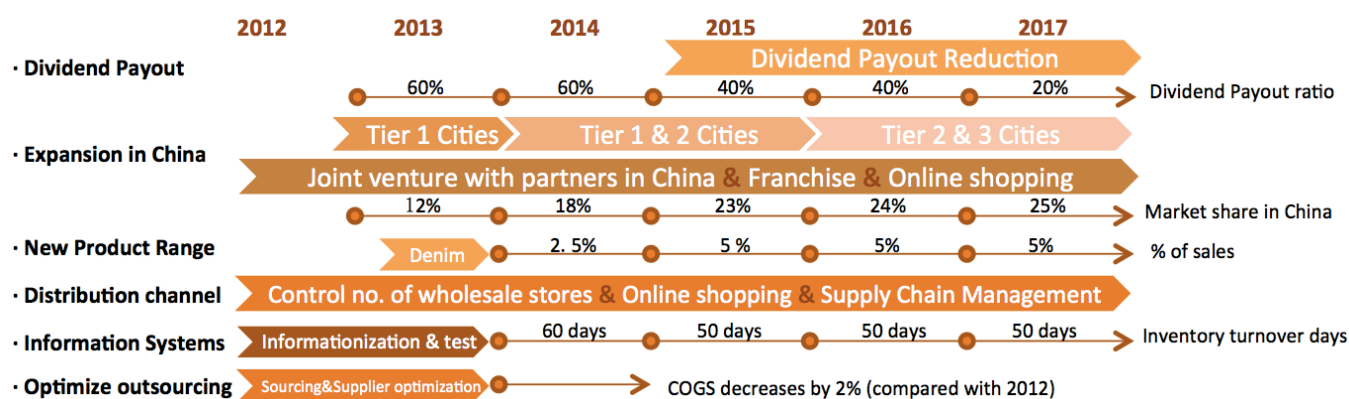 2012 2013 2014 2015 2016 2017
· Dividend Payout
Dividend Payout Reduction
60% 60% 40% 40% 20% Dividend Payout ratio
· Expansion in China
Tier 1 Cities Tier 1 & 2 Cities Tier 2 & 3 Cities
Joint venture with partners in China & Franchise & Online shopping
12% 18% 23% 24% 25% Market share in China
· New Product Range
Denim 2. 5% 5 % 5% 5% % of sales
· Distribution channel Control no. of wholesale stores & Online shopping & Supply Chain Management
· Information Systems Informationization & test 60 days 50 days 50 days 50 days Inventory turnover days
· Optimize outsourcing Sourcing&Supplier optimization COGS decreases by 2% (compared with 2012)